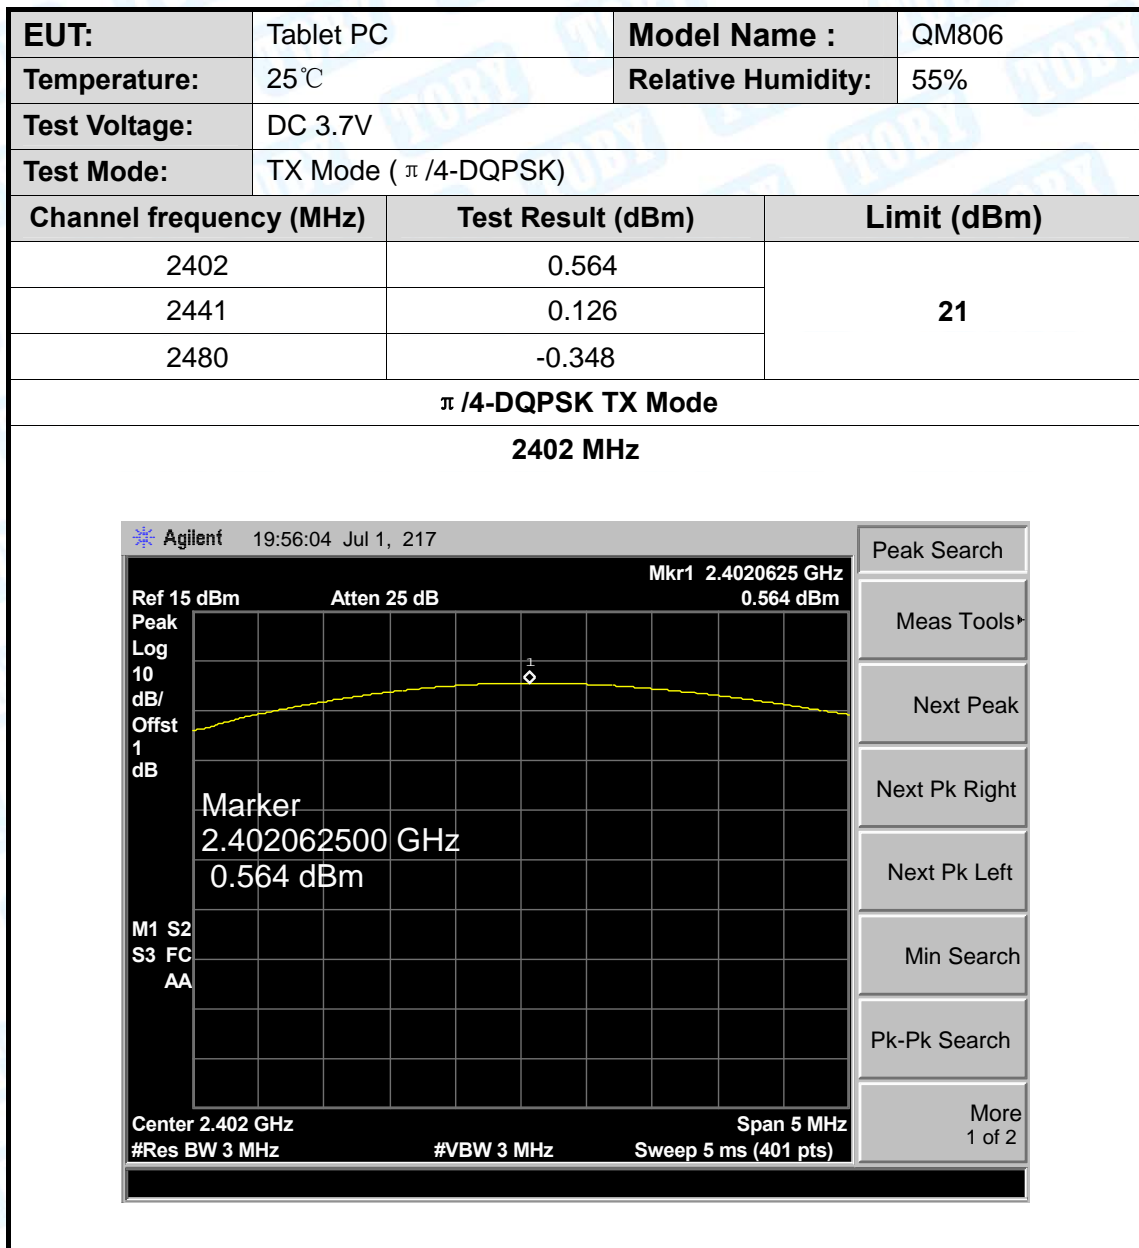 EUT: Tablet PC Model Name : QM806
Temperature: 25℃ Relative Humidity: 55%
Test Voltage: DC 3.7V
Test Mode: TX Mode ( π /4-DQPSK)
Channel frequency (MHz) Test Result (dBm) Limit (dBm)
2402 0.564
2441 0.126 21
2480 -0.348
π /4-DQPSK TX Mode
2402 MHz
Agilent 19:56:04 Jul 1, 217
Peak Search
Mkr1 2.4020625 GHz
Ref 15 dBm Atten 25 dB 0.564 dBm
Peak
Log
10
dB/
Offst
1
dB
1
Marker
2.402062500 GHz
0.564 dBm
M1 S2
S3 FC
AA
Center 2.402 GHz Span 5 MHz
#Res BW 3 MHz #VBW 3 MHz Sweep 5 ms (401 pts)
Meas Tools
Next Peak
Next Pk Right
Next Pk Left
Min Search
Pk-Pk Search
More
1 of 2
TOBY